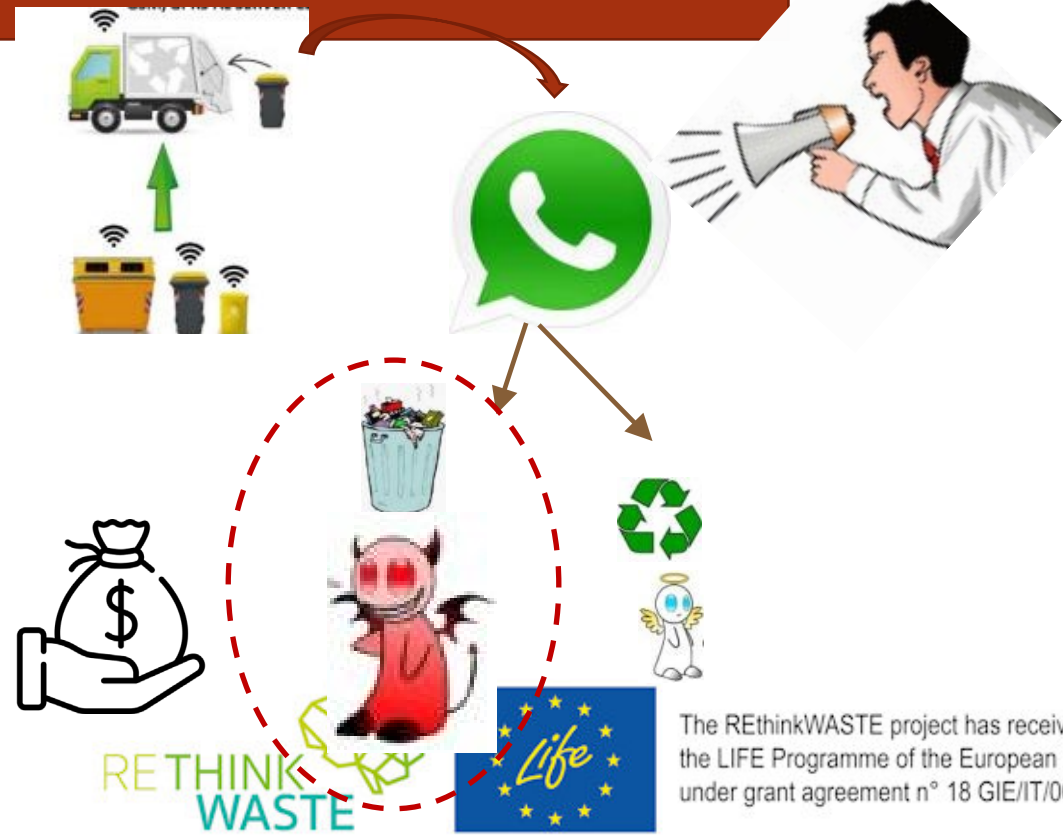 $
RETHINK
WASTE
Life
The REthinkWASTE project has receiv
the LIFE Programme of the European
under grant agreement n° 18 GIE/IT/0